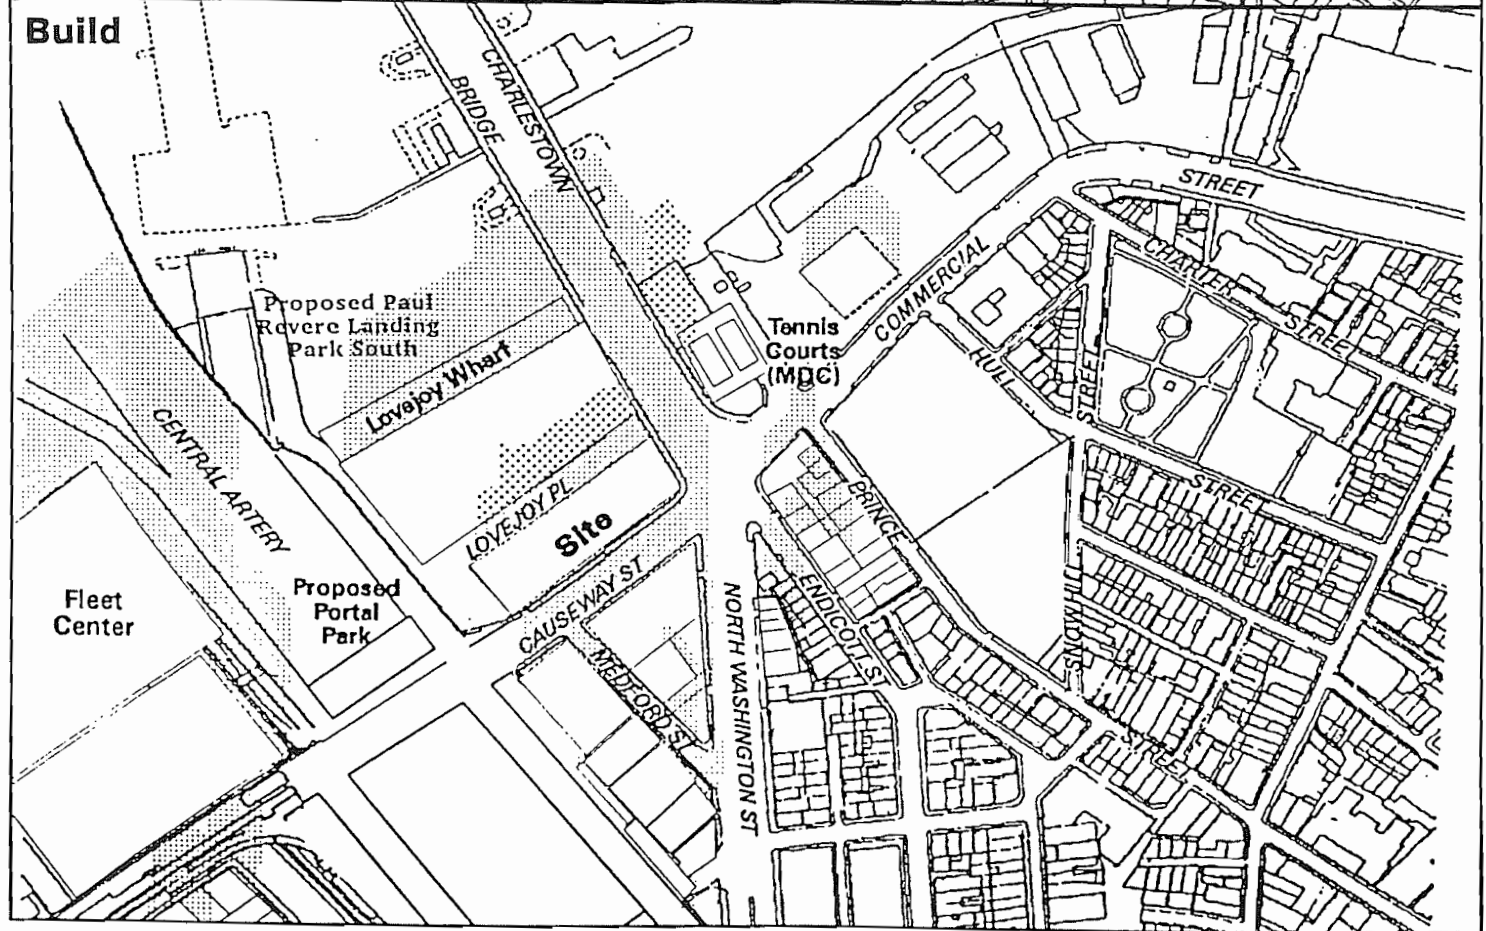 Build
CHARLESTOWN
BRIDGE
STREET
CHARTER
STREET
COMMERCIAL
HULL
STREET
STREET
Proposed Paul
Revere Landing
Park South
Lovejoy Wharf
Tennis
Courts
(MDC)
CENTRAL ARTERY
LOVEJOY PL
Site
PRINCE
CAUSEWAY ST
Proposed
Portal
Park
Fleet
Center
ENDICOTT ST
SNOW HILL
MEDFORD ST
NORTH WASHINGTON ST
STREET